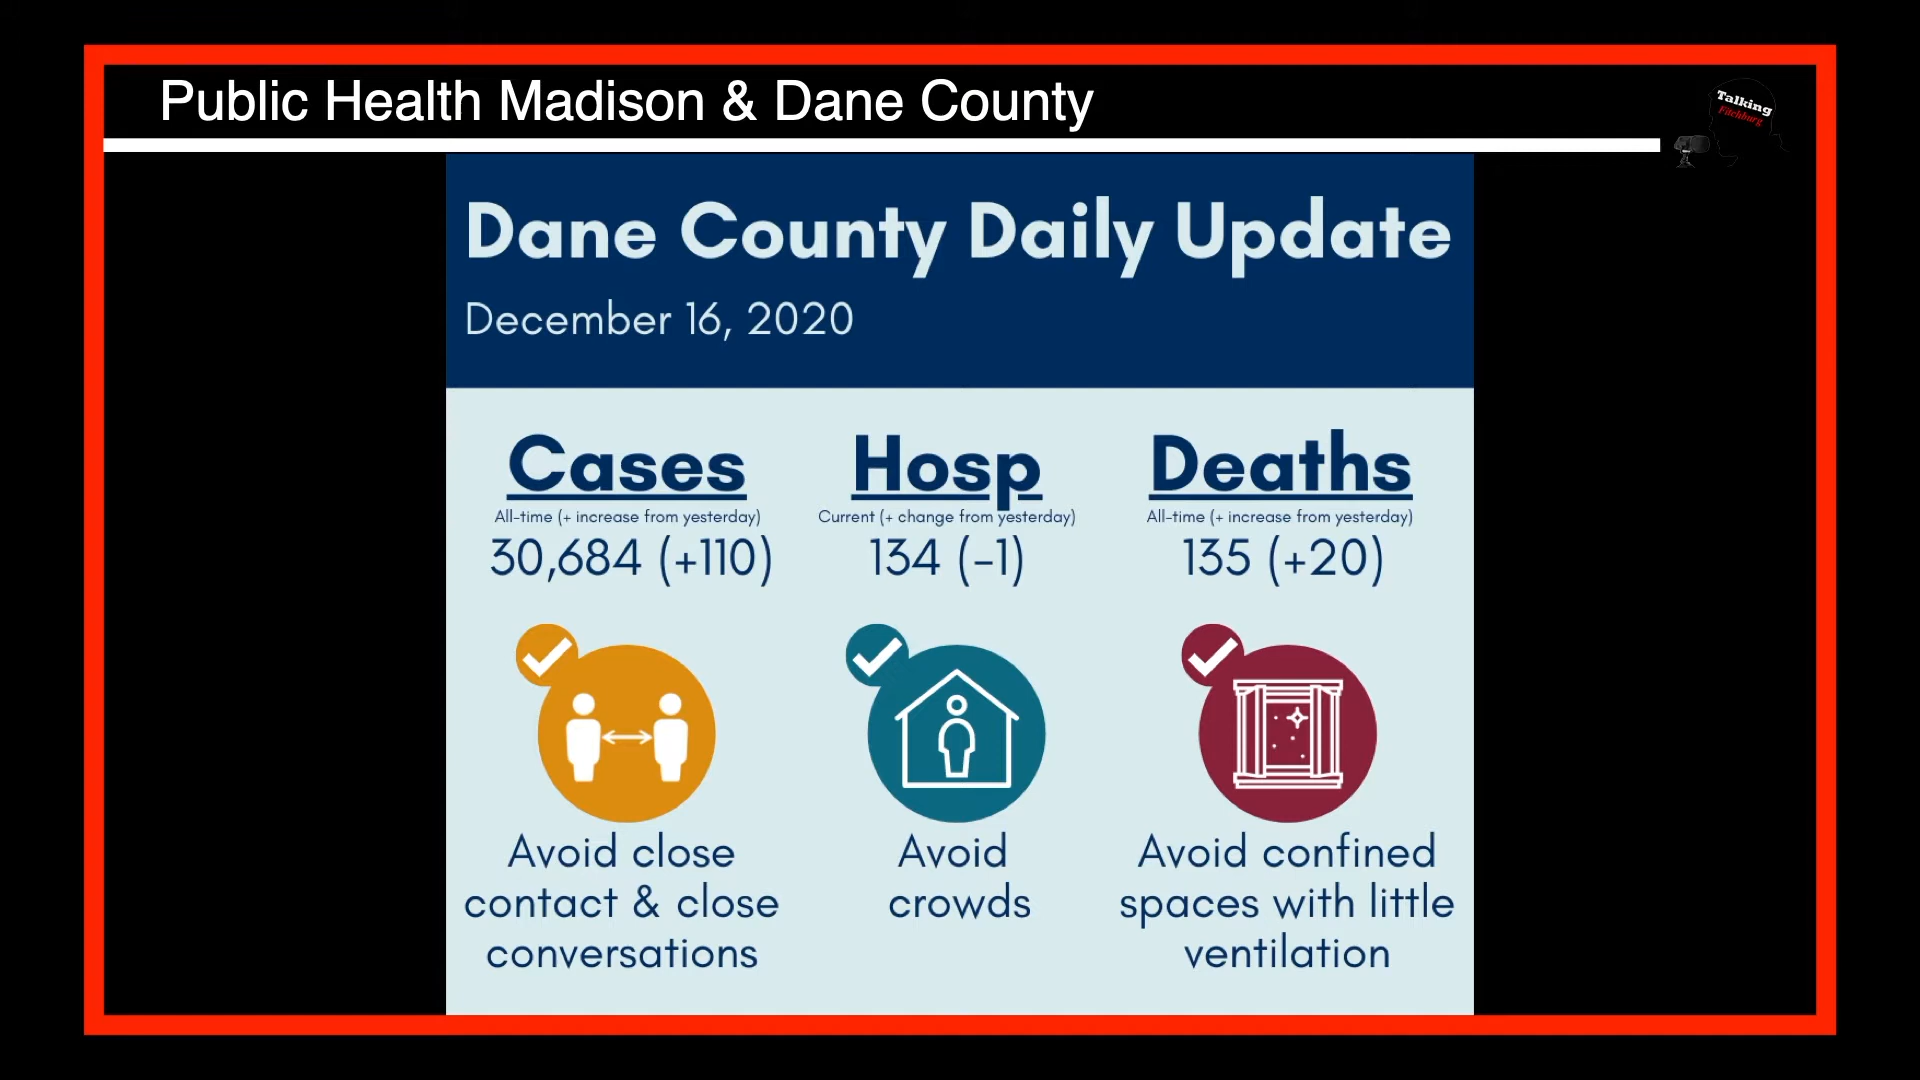 Public Health Madison & Dane County
Talking
Fitchburg
Dane County Daily Update
December 16, 2020
Cases
All-time (+ increase from yesterday)
30,684 (+110)
Hosp
Current (+ change from yesterday)
134 (-1)
Deaths
All-time (+ increase from yesterday)
135 (+20)
Avoid close
contact & close
conversations
Avoid
crowds
Avoid confined
spaces with little
ventilation